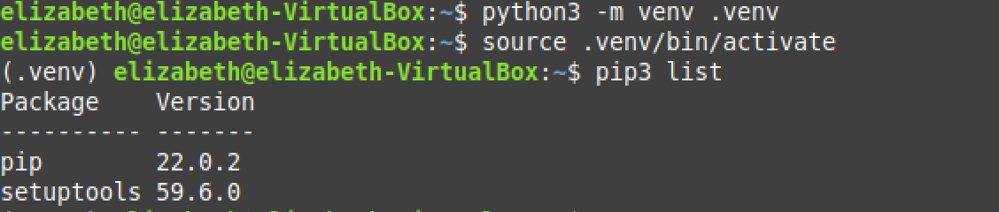 elizabeth@elizabeth-VirtualBox:~$ python3 -m venv .venv
elizabeth@elizabeth-VirtualBox:~$ source .venv/bin/activate
(.venv) elizabeth@elizabeth-VirtualBox:~$ pip3 list
Package    Version
---------- -------
pip        22.0.2
setuptools 59.6.0